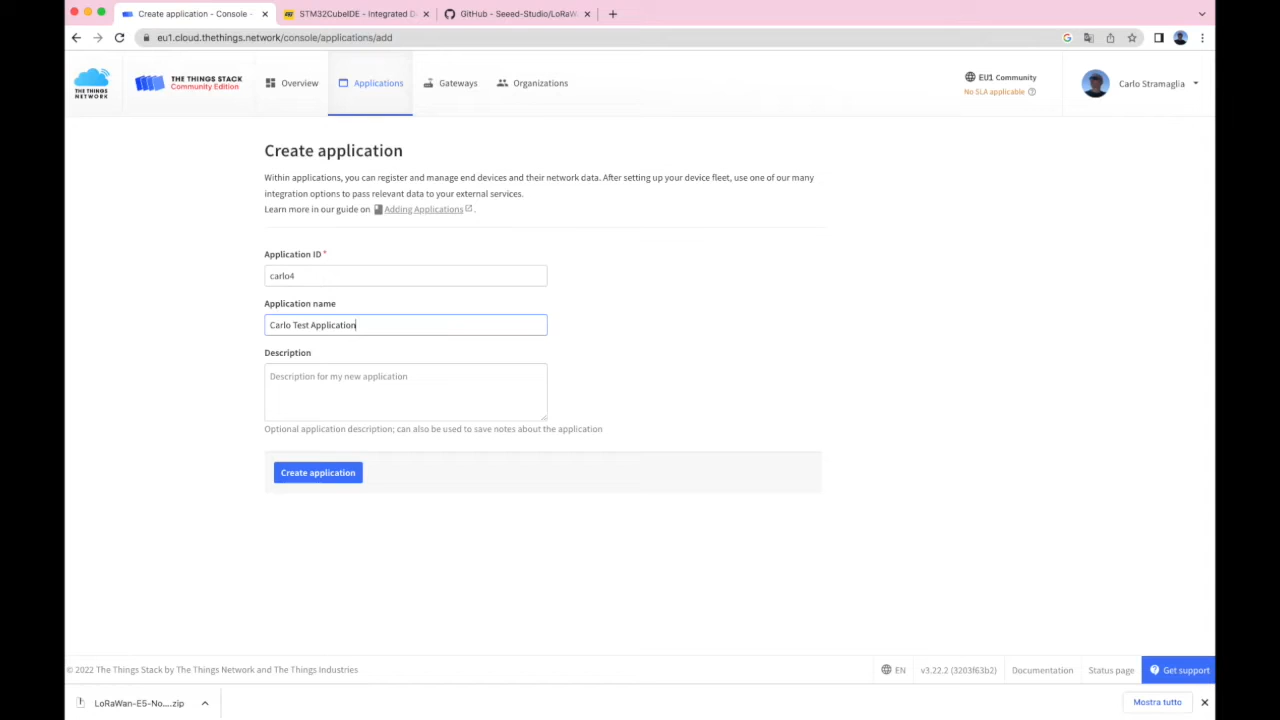 Create application - Console -
STM32CubeIDE - Integrated D
GitHub - Seeed-Studio/LoRaW
eu1.cloud.thethings.network/console/applications/add
THE THINGS NETWORK
THE THINGS STACK
Community Edition
Overview
Applications
Gateways
Organizations
EU1 Community
No SLA applicable
Carlo Stramaglia
Create application
Within applications, you can register and manage end devices and their network data. After setting up your device fleet, use one of our many
integration options to pass relevant data to your external services.
Learn more in our guide on Adding Applications.
Application ID *
carlo4
Application name
Carlo Test Application
Description
Description for my new application
Optional application description; can also be used to save notes about the application
Create application
© 2022 The Things Stack by The Things Network and The Things Industries
EN
v3.22.2 (3203f63b2)
Documentation
Status page
Get support
LoRaWan-E5-No....zip
Mostra tutto